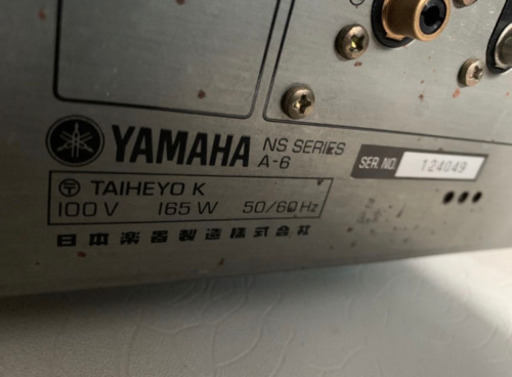 YAMAHA NS SERIES
A-6
SER. NO. 124049
〒 TAIHEYO K
100V 165W 50/60Hz
日本楽器製造株式会社